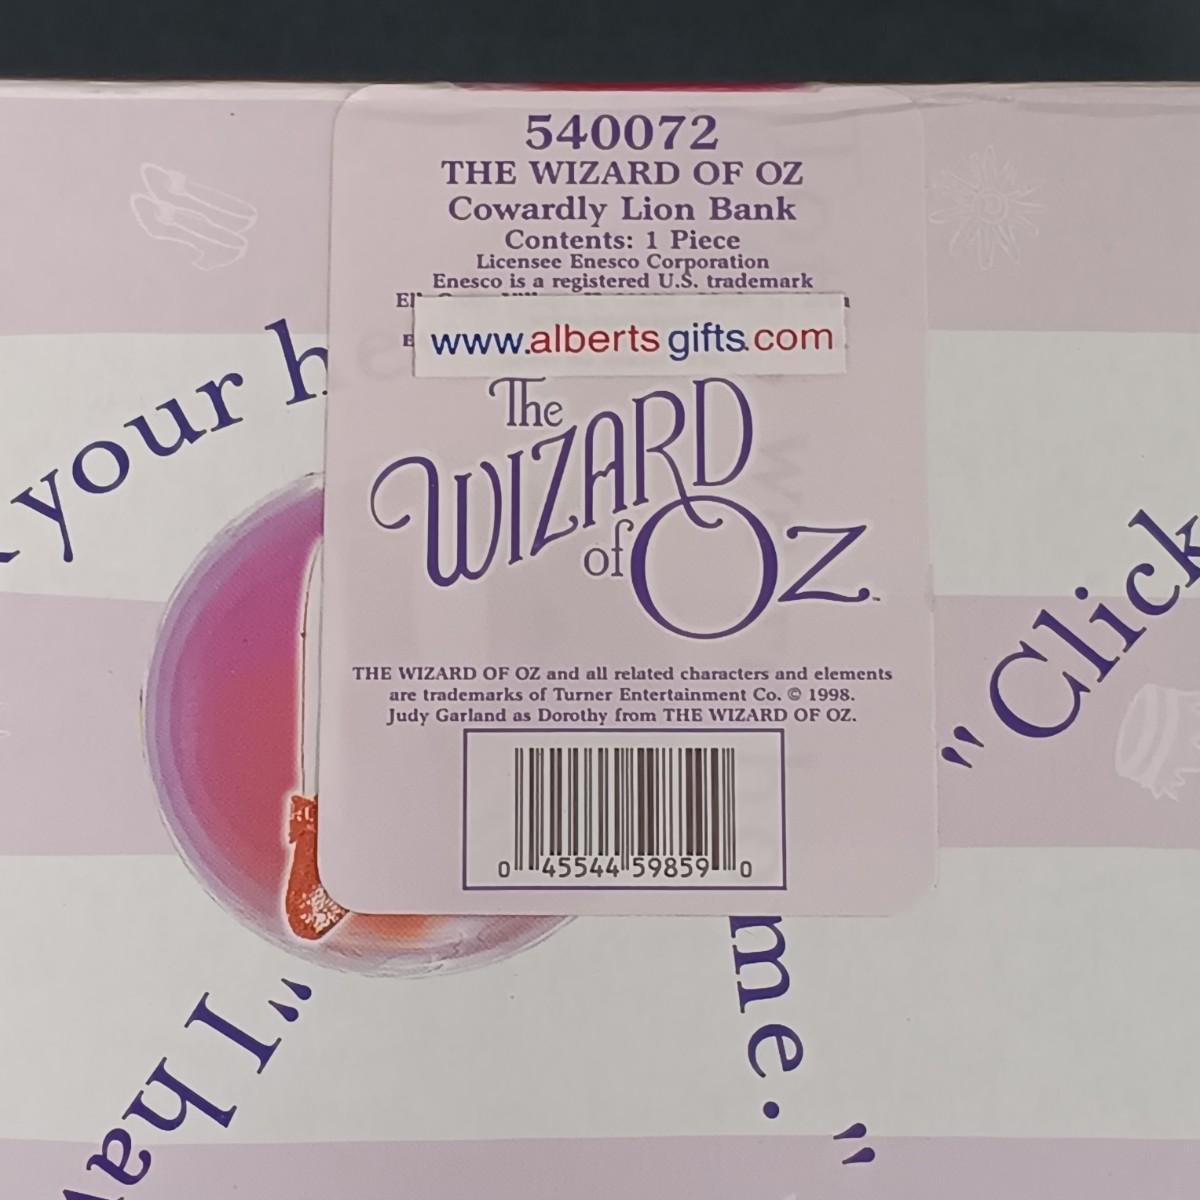 540072
THE WIZARD OF OZ
Cowardly Lion Bank
Contents: 1 Piece
Licensee Enesco Corporation
Enesco is a registered U.S. trademark
www.albertsgifts.com
The
WIZARD
of OZ
THE WIZARD OF OZ and all related characters and elements
are trademarks of Turner Entertainment Co. © 1998.
Judy Garland as Dorothy from THE WIZARD OF OZ.
0 45544 59859 0
your h
"Click
me."
"I ha